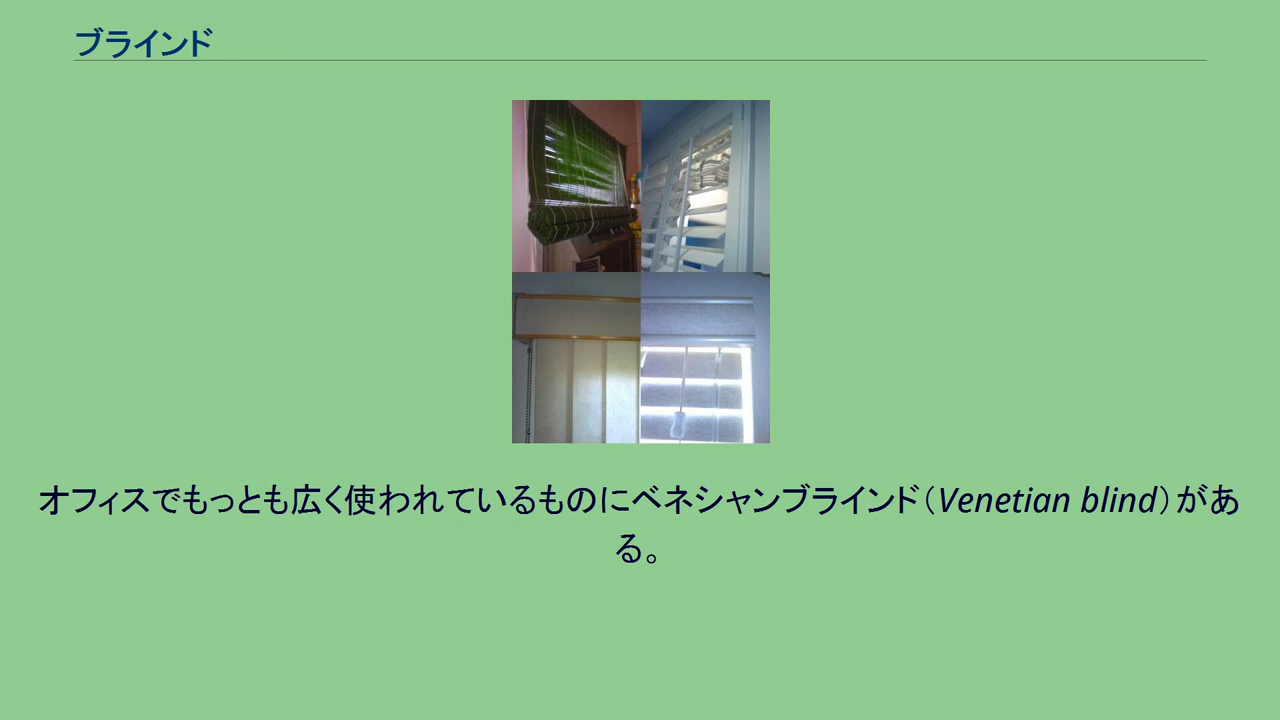 ブラインド
オフィスでもっとも広く使われているものにベネシャンブラインド（Venetian blind）があ
る。